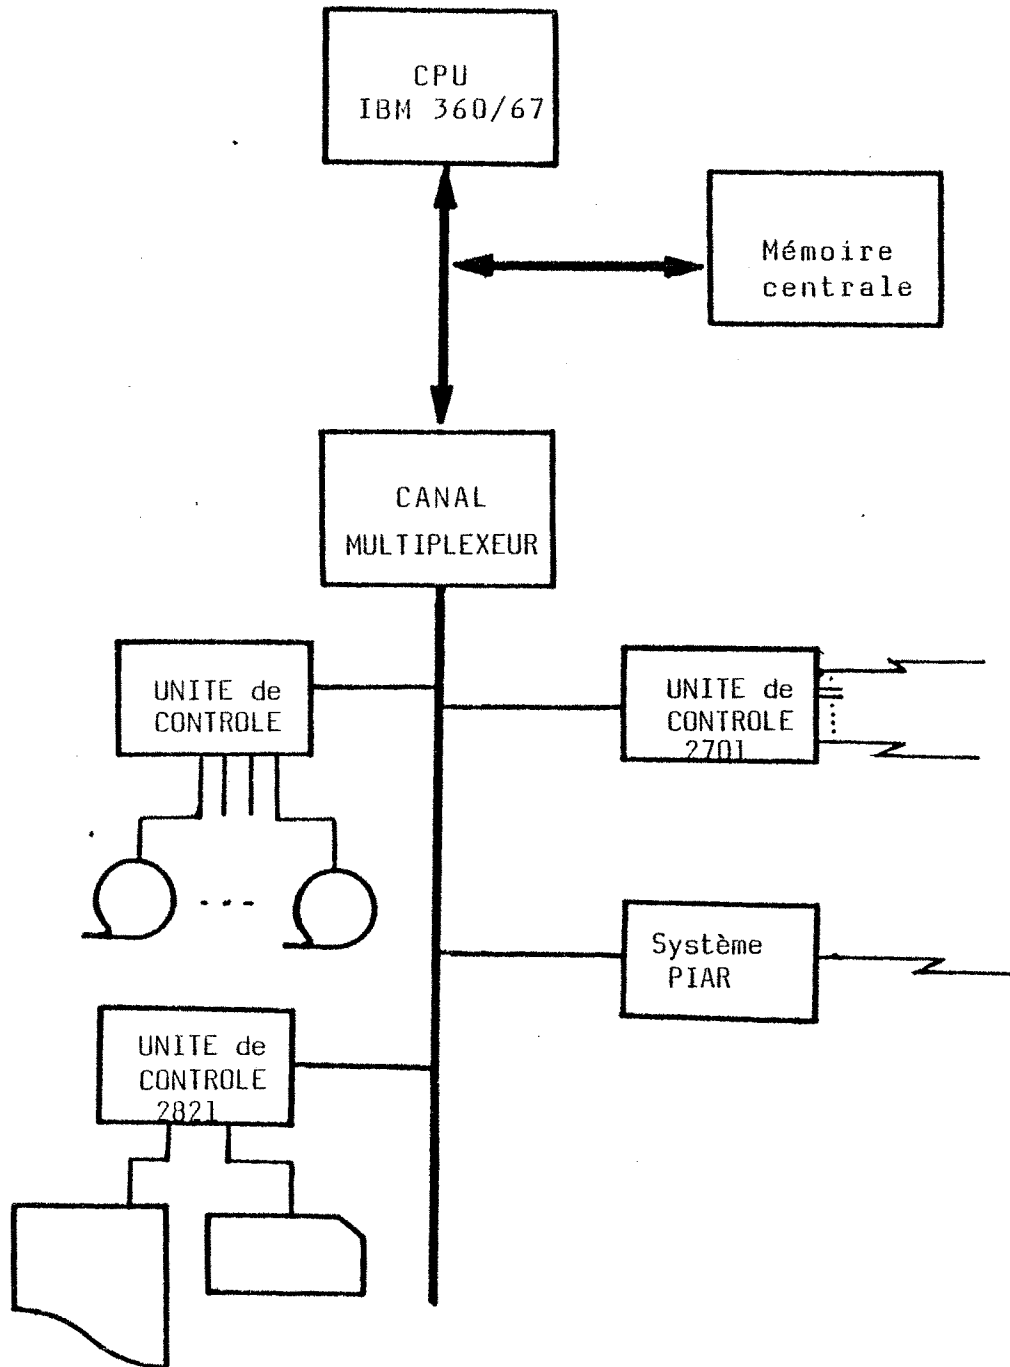 CPU
IBM 360/67
Mémoire
centrale
CANAL
MULTIPLEXEUR
UNITE de
CONTROLE
UNITE de
CONTROLE
2701
Système
PIAR
UNITE de
CONTROLE
2821